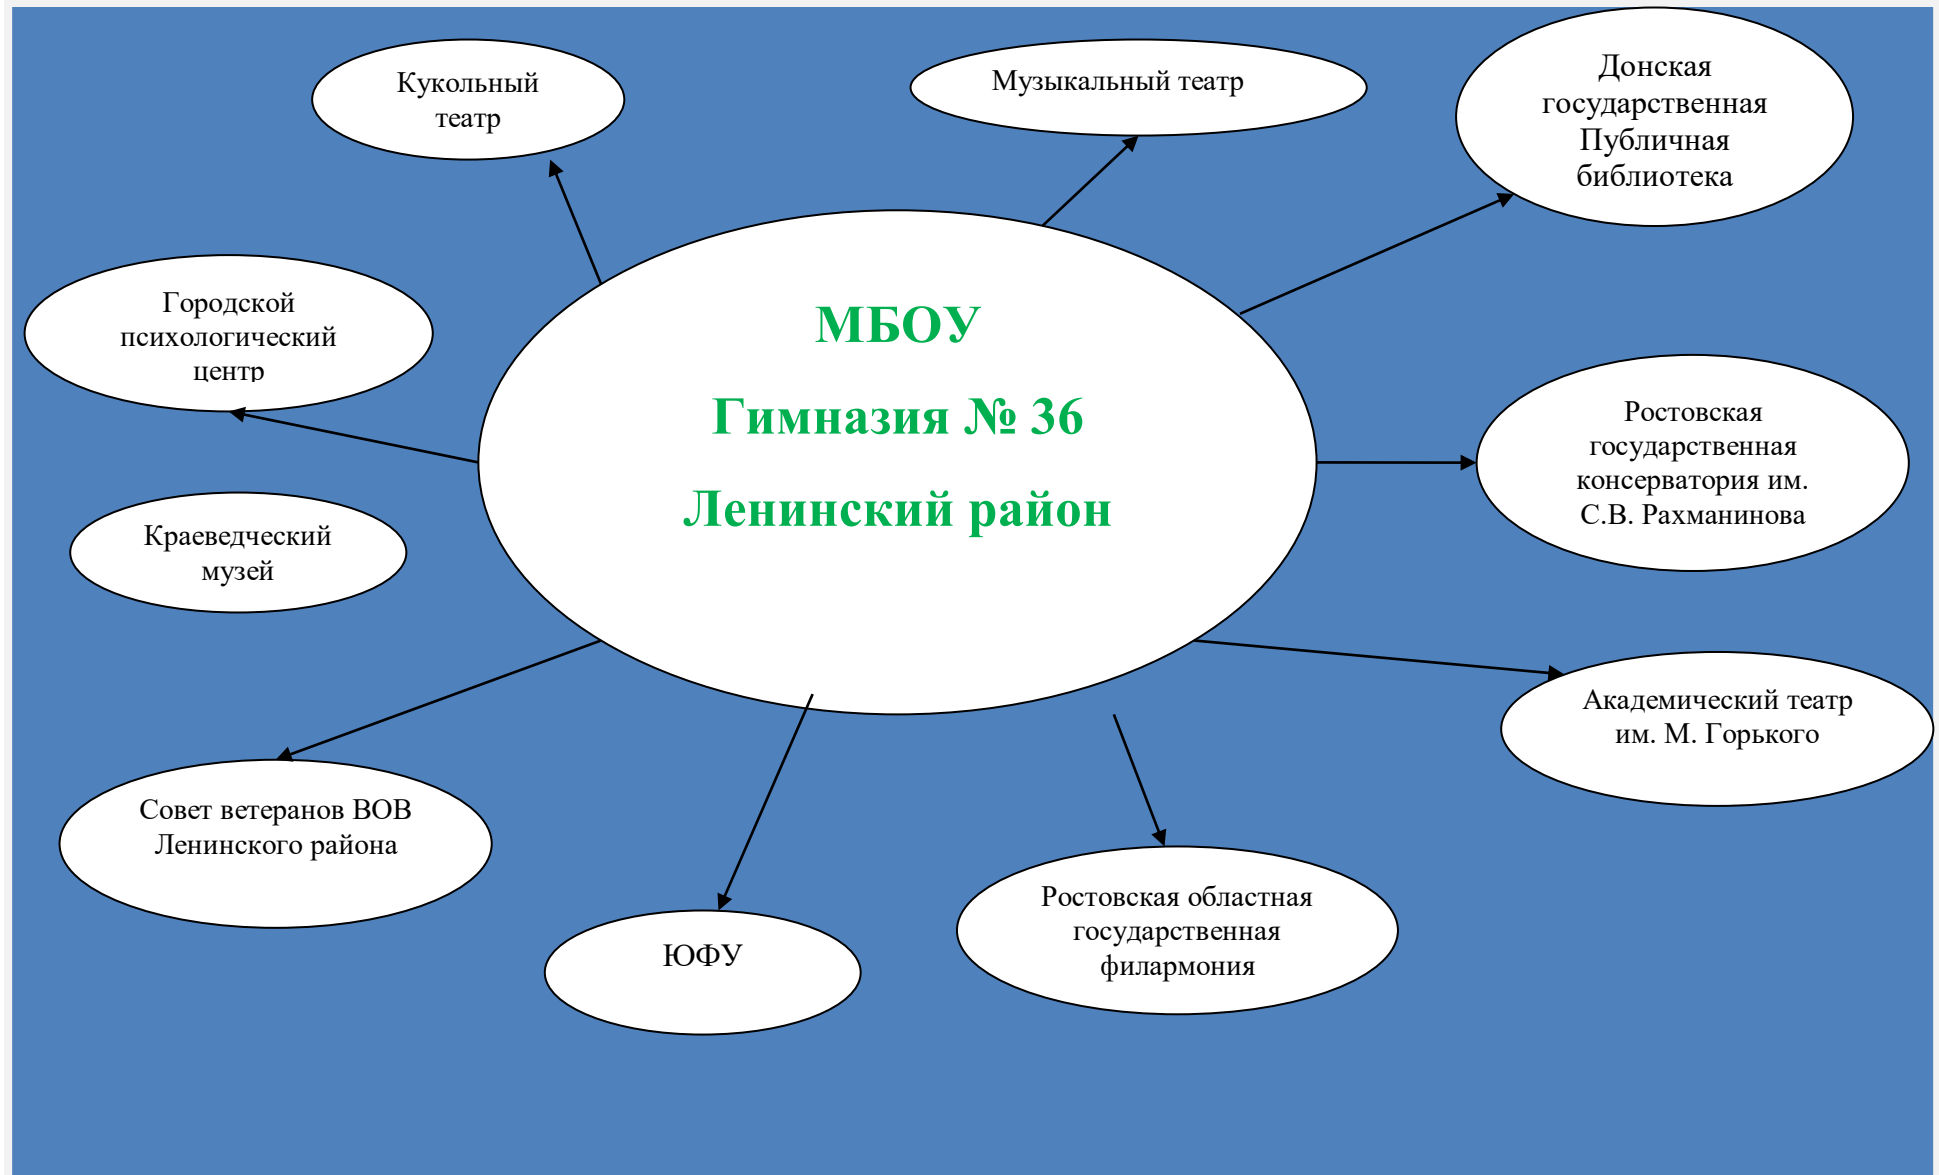 Кукольный
театр
Музыкальный театр
Донская
государственная
Публичная
библиотека
Городской
психологический
центр
МБОУ
Гимназия № 36
Ленинский район
Ростовская
государственная
консерватория им.
С.В. Рахманинова
Краеведческий
музей
Академический театр
им. М. Горького
Совет ветеранов ВОВ
Ленинского района
ЮФУ
Ростовская областная
государственная
филармония